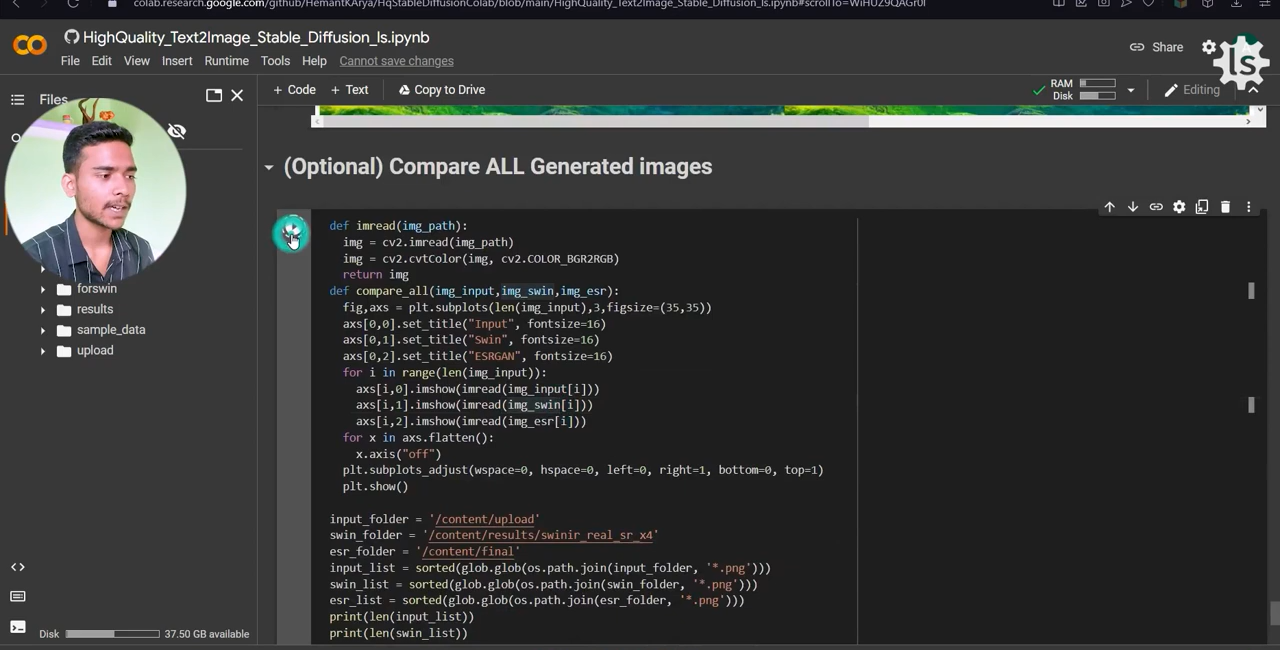 colab.research.google.com/github/HemantKArya/HqStableDiffusionColab/blob/main/HighQuality_Text2Image_Stable_Diffusion_ls.ipynb#scrollTo=WiHUZ9QAGr0l
HighQuality_Text2Image_Stable_Diffusion_ls.ipynb
Share
ls
File Edit View Insert Runtime Tools Help Cannot save changes
Files
+ Code + Text Copy to Drive
RAM
Disk
Editing
(Optional) Compare ALL Generated images
forswin
results
sample_data
upload
def imread(img_path):
img = cv2.imread(img_path)
img = cv2.cvtColor(img, cv2.COLOR_BGR2RGB)
return img
def compare_all(img_input,img_swin,img_esr):
fig,axs = plt.subplots(len(img_input),3,figsize=(35,35))
axs[0,0].set_title("Input", fontsize=16)
axs[0,1].set_title("Swin", fontsize=16)
axs[0,2].set_title("ESRGAN", fontsize=16)
for i in range(len(img_input)):
axs[i,0].imshow(imread(img_input[i]))
axs[i,1].imshow(imread(img_swin[i]))
axs[i,2].imshow(imread(img_esr[i]))
for x in axs.flatten():
x.axis("off")
plt.subplots_adjust(wspace=0, hspace=0, left=0, right=1, bottom=0, top=1)
plt.show()
input_folder = '/content/upload'
swin_folder = '/content/results/swinir_real_sr_x4'
esr_folder = '/content/final'
input_list = sorted(glob.glob(os.path.join(input_folder, '*.png')))
swin_list = sorted(glob.glob(os.path.join(swin_folder, '*.png')))
esr_list = sorted(glob.glob(os.path.join(esr_folder, '*.png')))
print(len(input_list))
print(len(swin_list))
Disk 37.50 GB available